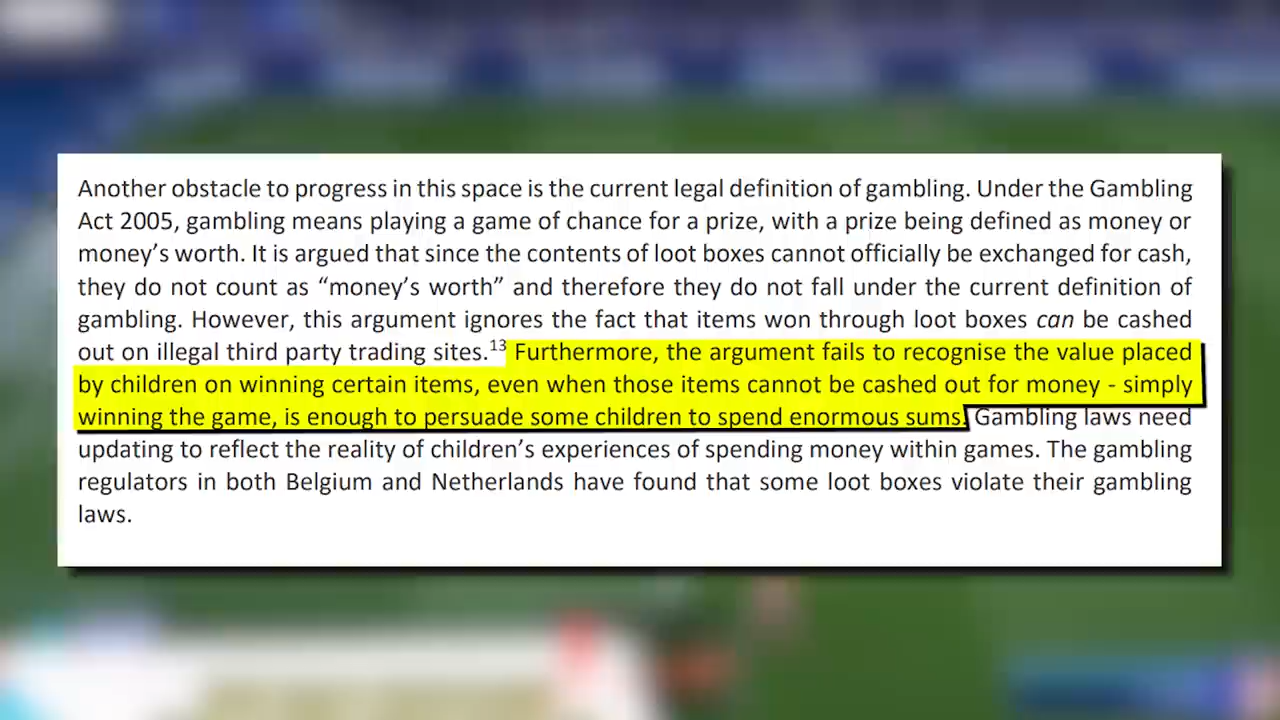 Another obstacle to progress in this space is the current legal definition of gambling. Under the Gambling
Act 2005, gambling means playing a game of chance for a prize, with a prize being defined as money or
money’s worth. It is argued that since the contents of loot boxes cannot officially be exchanged for cash,
they do not count as “money’s worth” and therefore they do not fall under the current definition of
gambling. However, this argument ignores the fact that items won through loot boxes can be cashed
out on illegal third party trading sites.13 Furthermore, the argument fails to recognise the value placed
by children on winning certain items, even when those items cannot be cashed out for money - simply
winning the game, is enough to persuade some children to spend enormous sums. Gambling laws need
updating to reflect the reality of children’s experiences of spending money within games. The gambling
regulators in both Belgium and Netherlands have found that some loot boxes violate their gambling
laws.